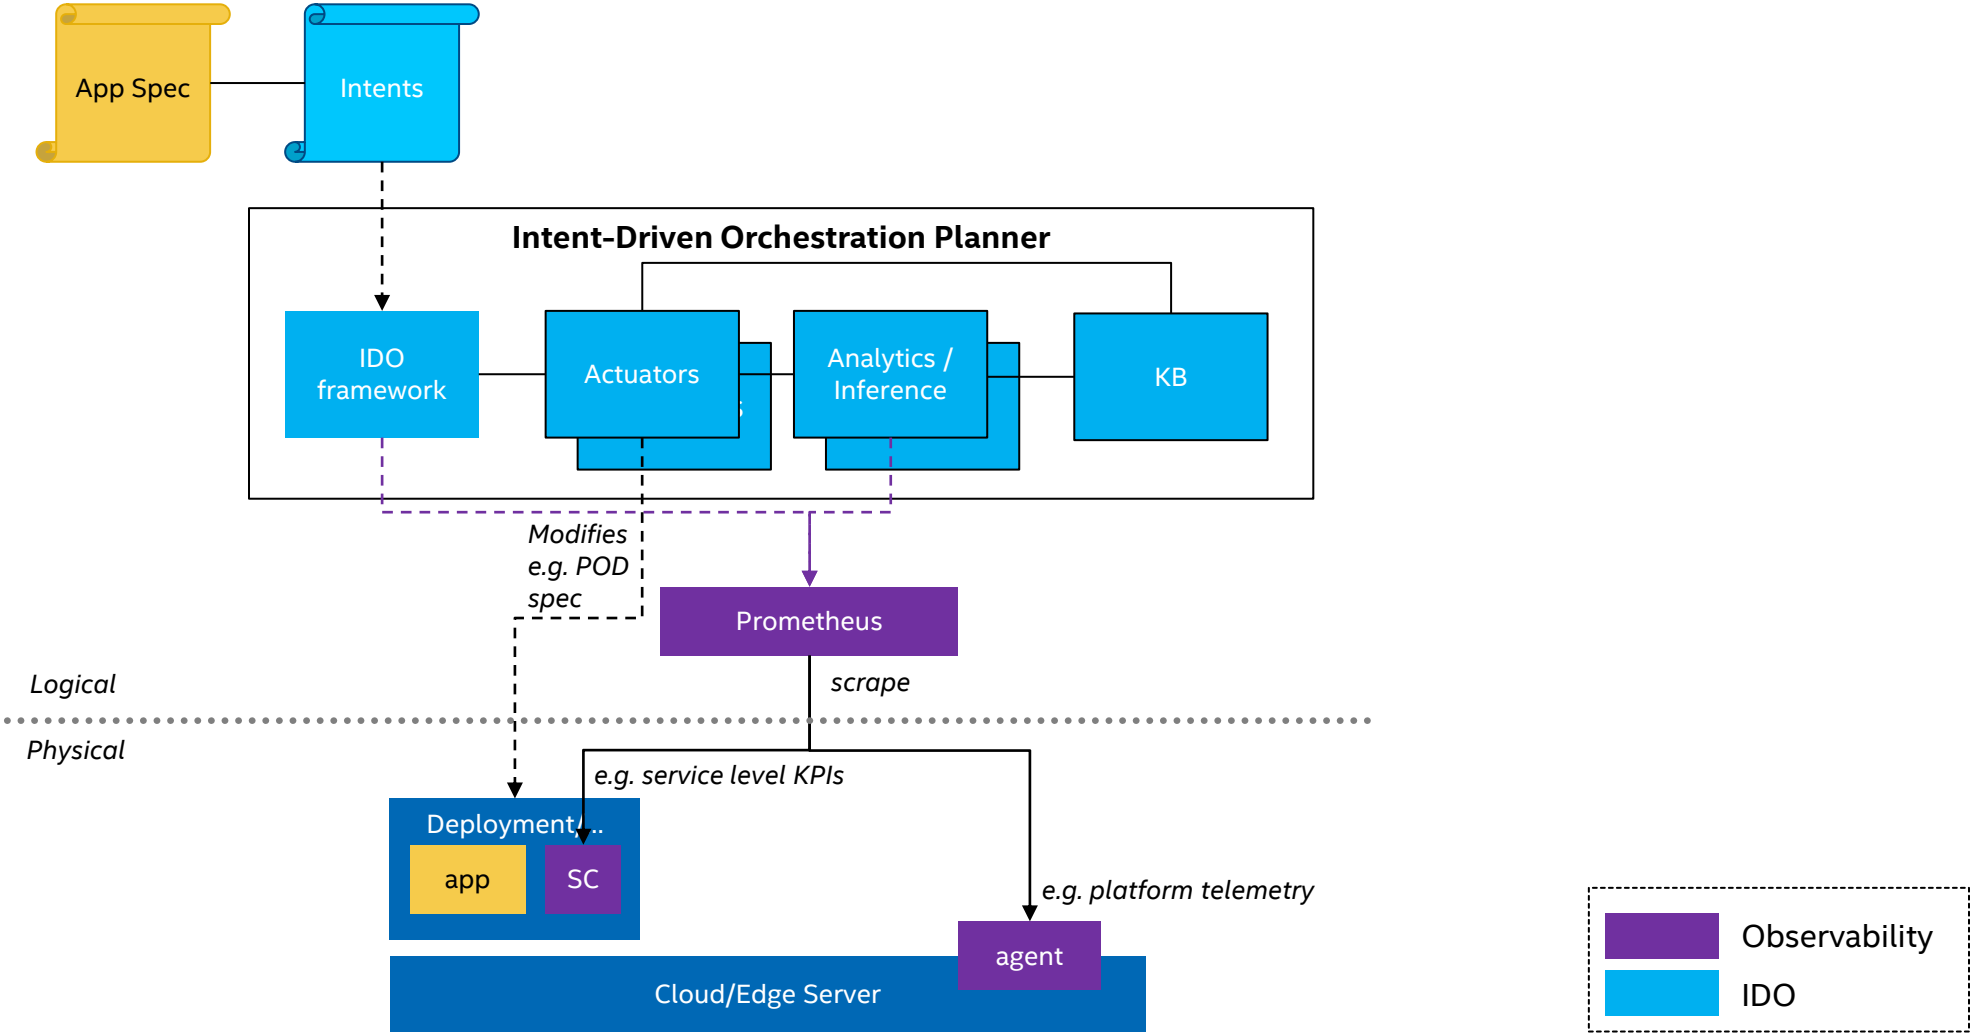 App Spec
Intents
Intent-Driven Orchestration Planner
IDO
framework
Actuators
s
Analytics /
Inference
KB
Modifies
e.g. POD
spec
Prometheus
Logical
scrape
Physical
e.g. service level KPIs
Deployment/...
app
SC
e.g. platform telemetry
agent
Cloud/Edge Server
Observability
IDO